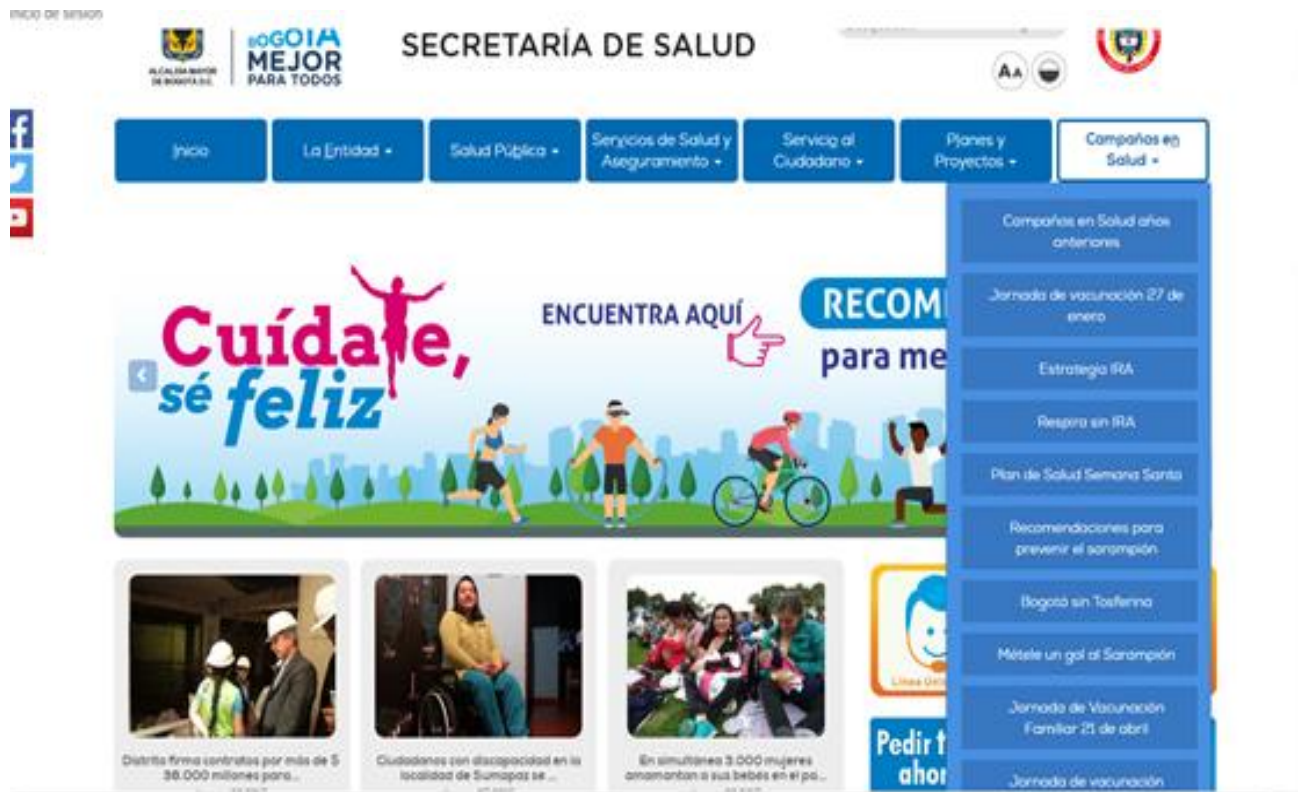 Inicio de sesión
ALCALDÍA MAYOR
DE BOGOTÁ D.C.
BOGOTÁ
MEJOR
PARA TODOS
SECRETARÍA DE SALUD
AA
Inicio
La Entidad
Salud Pública
Servicios de Salud y
Aseguramiento
Servicio al
Ciudadano
Planes y
Proyectos
Campañas en
Salud
Campañas en Salud años
anteriores
Jornada de vacunación 27 de
enero
Estrategia IRA
Respira sin IRA
Plan de Salud Semana Santa
Recomendaciones para
prevenir el sarampión
Bogotá sin Tosferina
Métele un gol al Sarampión
Jornada de Vacunación
Familiar 21 de abril
Jornada de vacunación
Cuídate,
sé feliz
ENCUENTRA AQUÍ
RECOM
para me
Distrito firma contratos por más de $
38.000 millones para...
Ciudadanos con discapacidad en la
localidad de Sumapaz se ...
En simultánea 3.000 mujeres
amamantan a sus bebés en el pa...
Línea
Pedir t
ahor